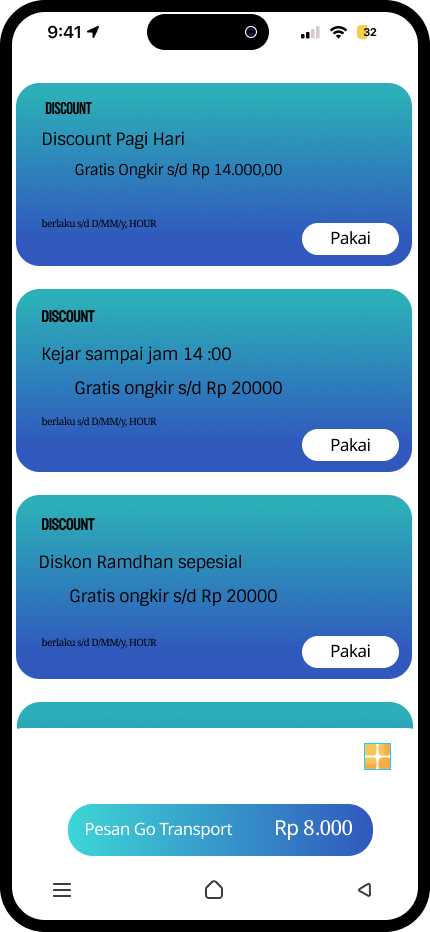 9:41
32
DISCOUNT
Discount Pagi Hari
Gratis Ongkir s/d Rp 14.000,00
berlaku s/d D/MM/y, HOUR
Pakai
DISCOUNT
Kejar sampai jam 14 :00
Gratis ongkir s/d Rp 20000
berlaku s/d D/MM/y, HOUR
Pakai
DISCOUNT
Diskon Ramdhan sepesial
Gratis ongkir s/d Rp 20000
berlaku s/d D/MM/y, HOUR
Pakai
Pesan Go Transport Rp 8.000